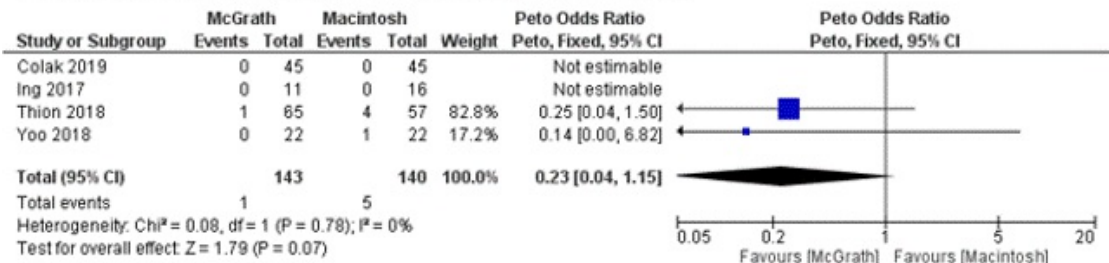 McGrath Macintosh Peto Odds Ratio Peto Odds Ratio
Study or Subgroup Events Total Events Total Weight Peto, Fixed, 95% CI Peto, Fixed, 95% CI
Colak 2019 0 45 0 45 Not estimable
Ing 2017 0 11 0 16 Not estimable
Thion 2018 1 65 4 57 82.8% 0.25 [0.04, 1.50]
Yoo 2018 0 22 1 22 17.2% 0.14 [0.00, 6.82]
Total (95% CI) 143 140 100.0% 0.23 [0.04, 1.15]
Total events 1 5
Heterogeneity: Chi² = 0.08, df = 1 (P = 0.78); I² = 0%
Test for overall effect: Z = 1.79 (P = 0.07)
0.05 0.2 1 5 20
Favours [McGrath] Favours [Macintosh]